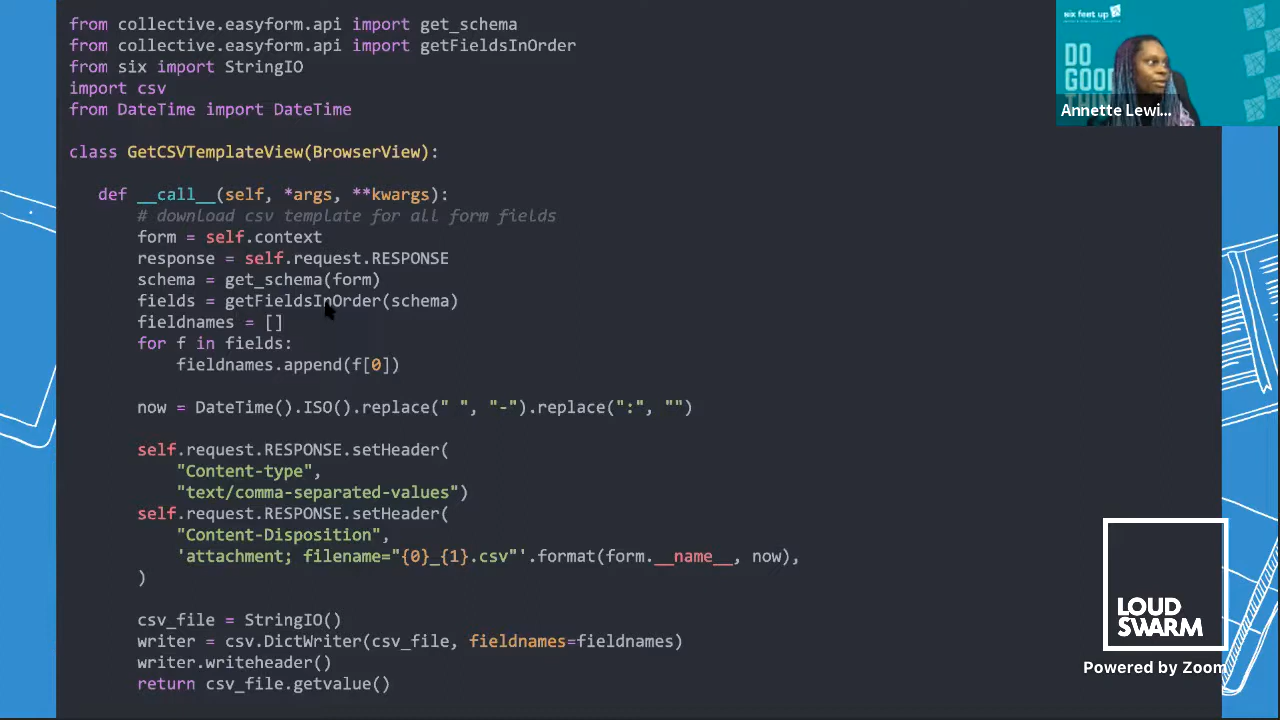 from collective.easyform.api import get_schema
from collective.easyform.api import getFieldsInOrder
from six import StringIO
import csv
from DateTime import DateTime
class GetCSVTemplateView(BrowserView):
def __call__(self, *args, **kwargs):
# download csv template for all form fields
form = self.context
response = self.request.RESPONSE
schema = get_schema(form)
fields = getFieldsInOrder(schema)
fieldnames = []
for f in fields:
fieldnames.append(f[0])
now = DateTime().ISO().replace(" ", "-").replace(":", "")
self.request.RESPONSE.setHeader(
"Content-type",
"text/comma-separated-values")
self.request.RESPONSE.setHeader(
"Content-Disposition",
'attachment; filename="{0}_{1}.csv"'.format(form.__name__, now),
)
csv_file = StringIO()
writer = csv.DictWriter(csv_file, fieldnames=fieldnames)
writer.writeheader()
return csv_file.getvalue()
six feet up
DO
GOOD
Annette Lewi...
LOUD
SWARM
Powered by Zoom